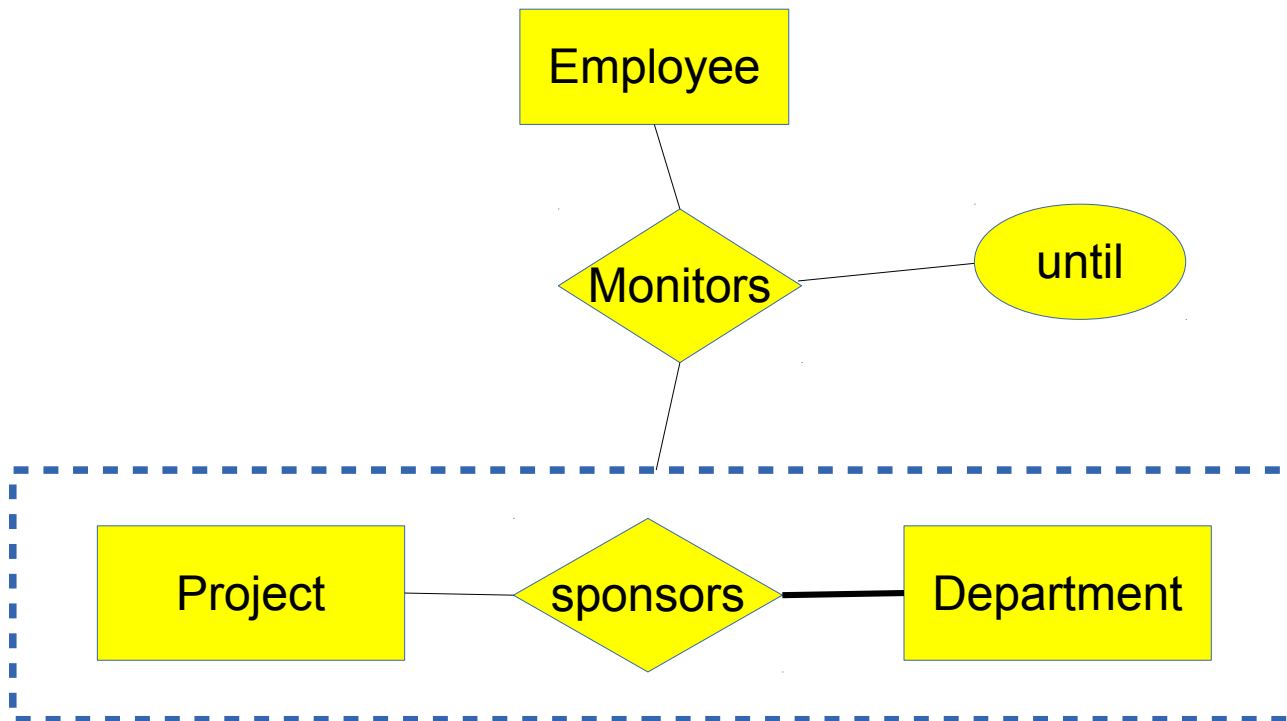 Employee
Monitors
until
Project
sponsors
Department